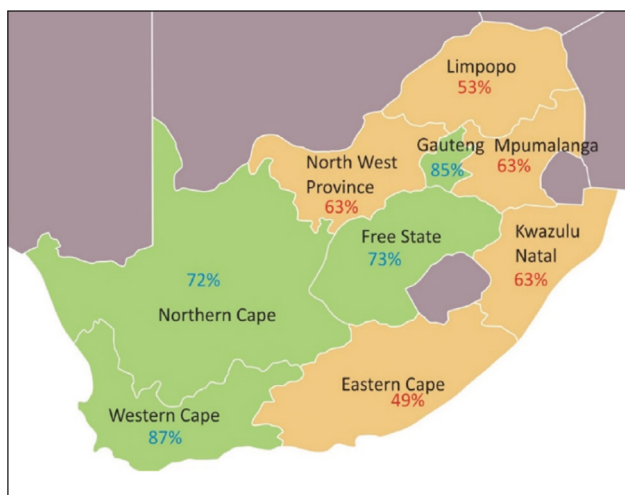 Limpopo
53%
Gauteng
85%
Mpumalanga
63%
North West
Province
63%
Free State
73%
Kwazulu
Natal
63%
72%
Northern Cape
Eastern Cape
49%
Western Cape
87%